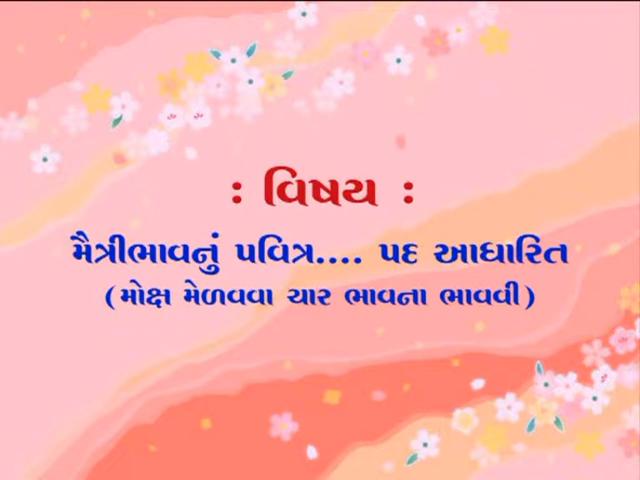 : વિષય :
મૈત્રીભાવનું પવિત્ર.... પદ આધારિત
(મોક્ષ મેળવવા ચાર ભાવના ભાવવી)